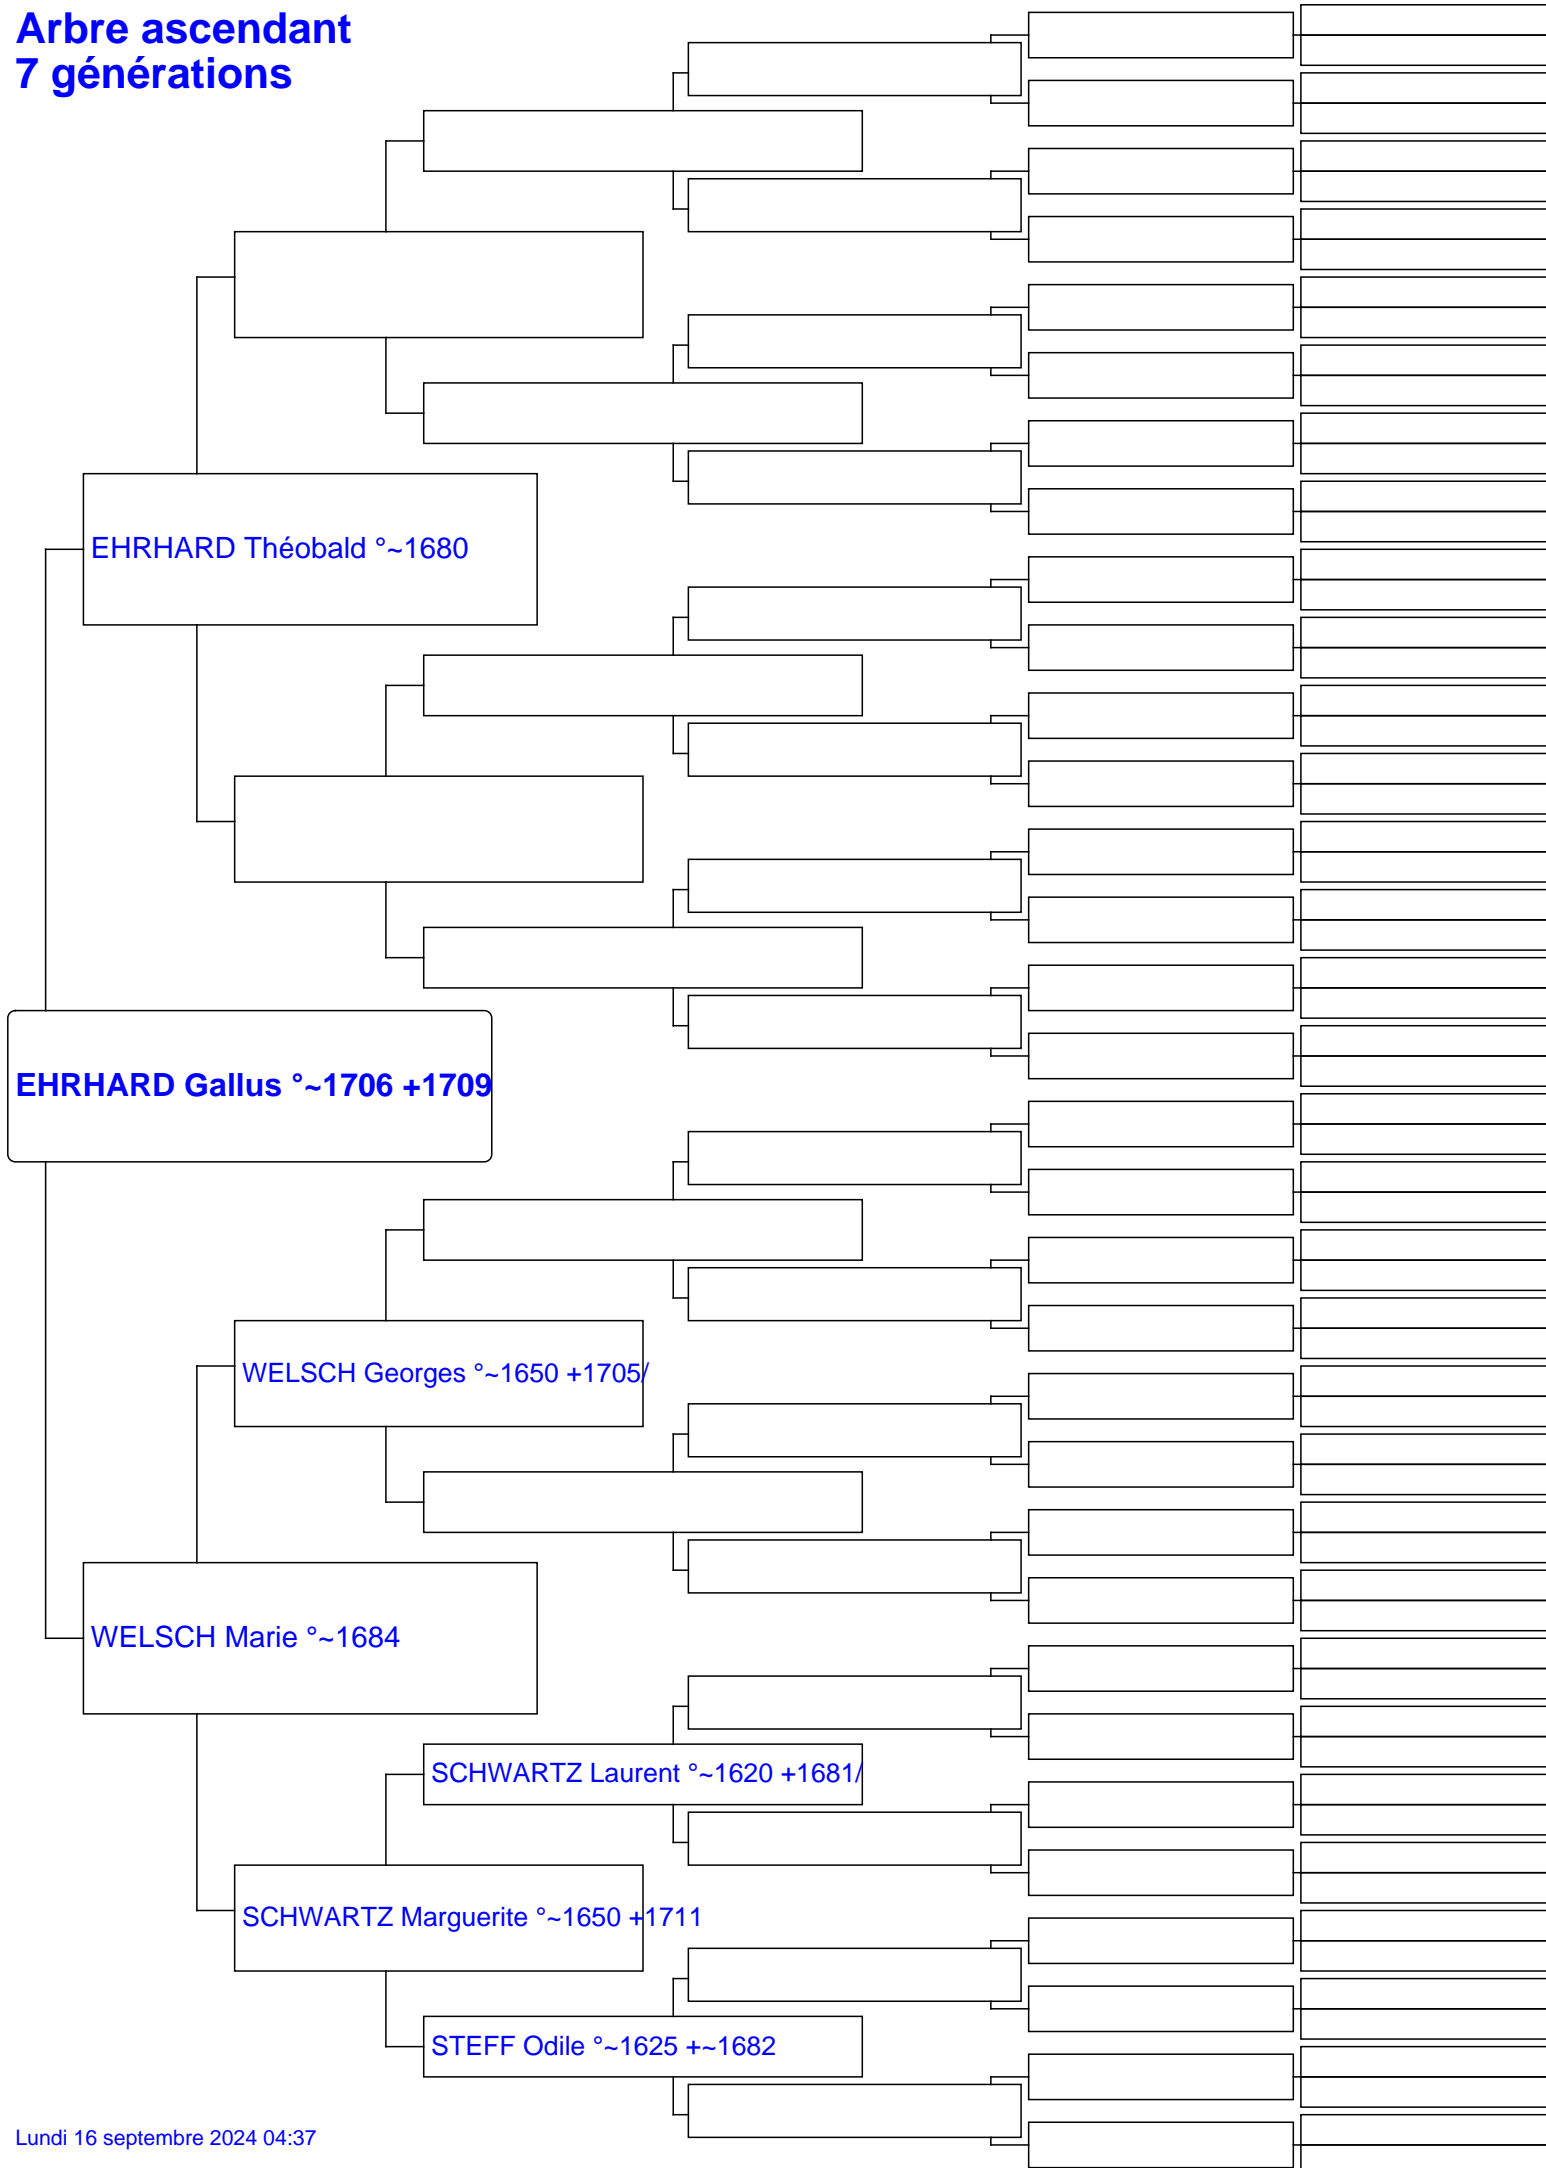 Arbre ascendant
7 générations
EHRHARD Théobald °~1680
EHRHARD Gallus °~1706 +1709
WELSCH Georges °~1650 +1705/
WELSCH Marie °~1684
SCHWARTZ Laurent °~1620 +1681/
SCHWARTZ Marguerite °~1650 +1711
STEFF Odile °~1625 +~1682
Lundi 16 septembre 2024 04:37